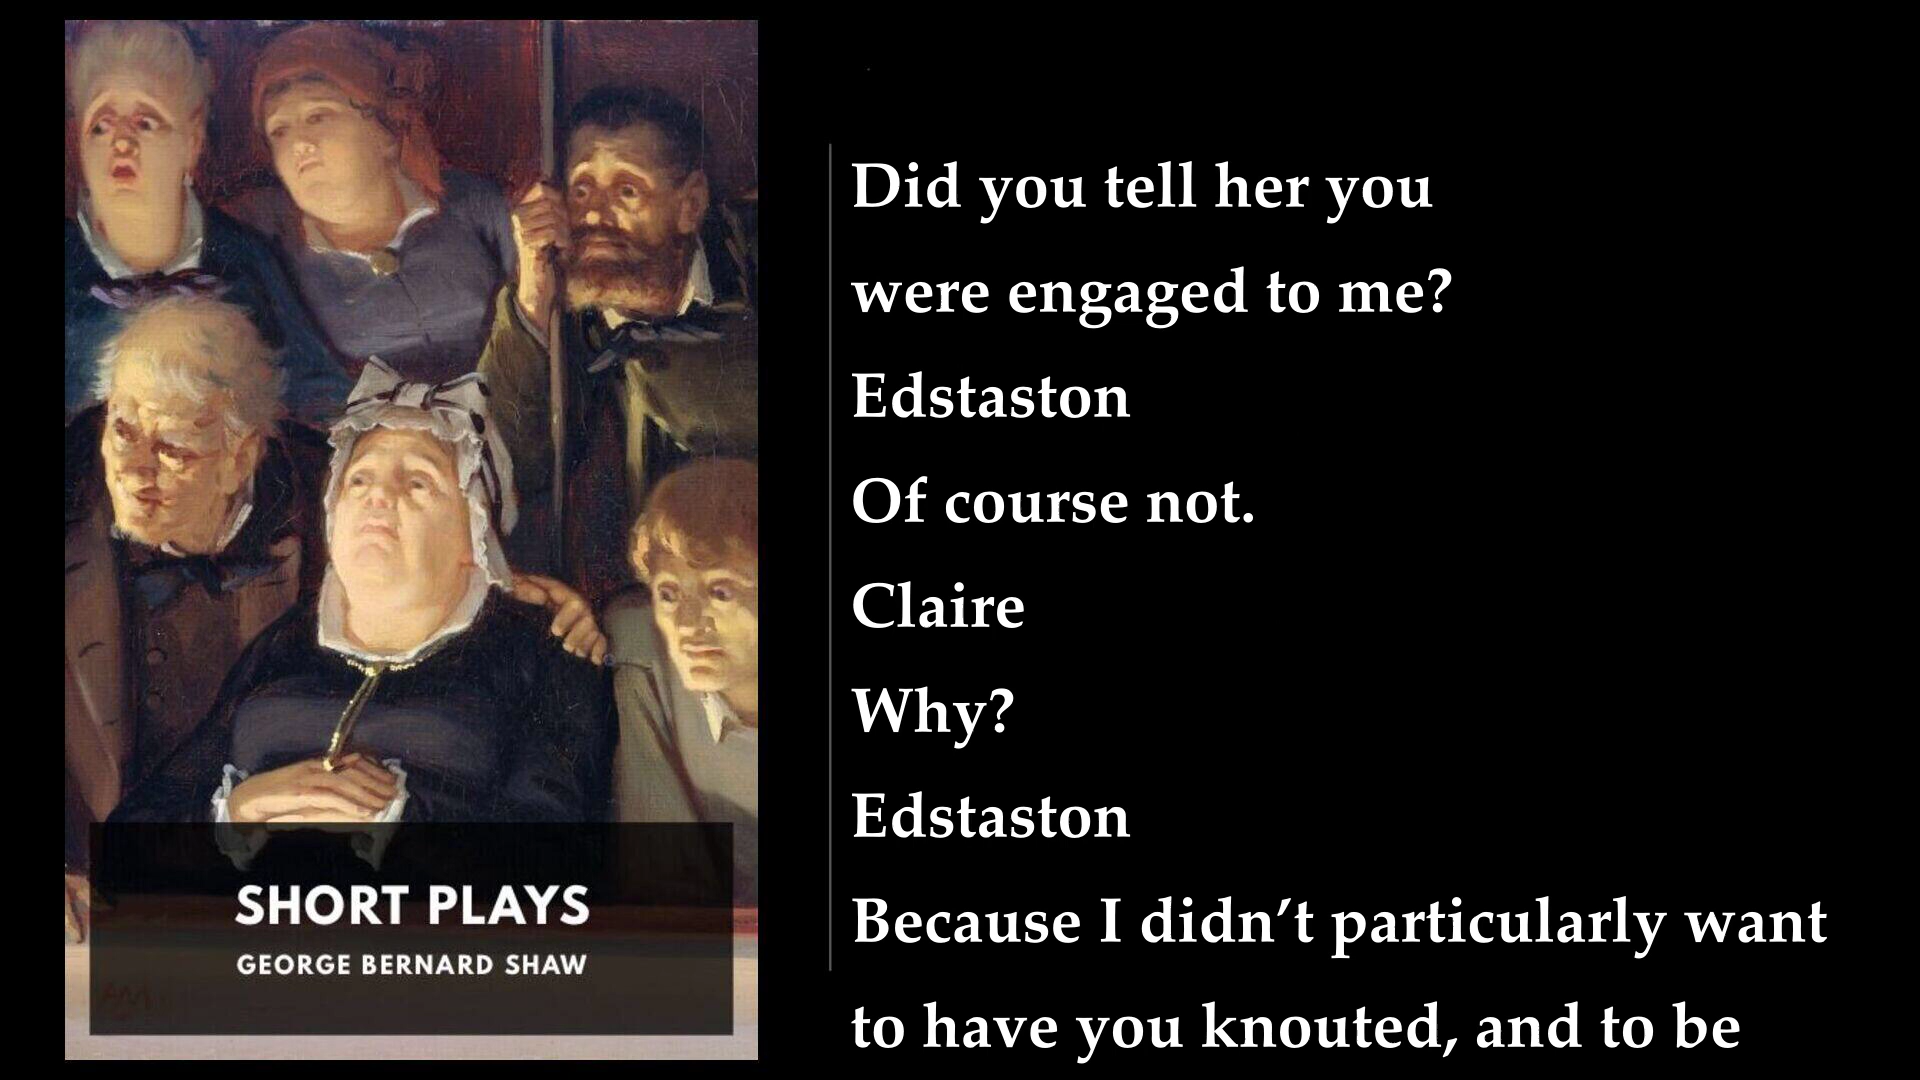 SHORT PLAYS
GEORGE BERNARD SHAW
Did you tell her you
were engaged to me?
Edstaston
Of course not.
Claire
Why?
Edstaston
Because I didn’t particularly want
to have you knouted, and to be